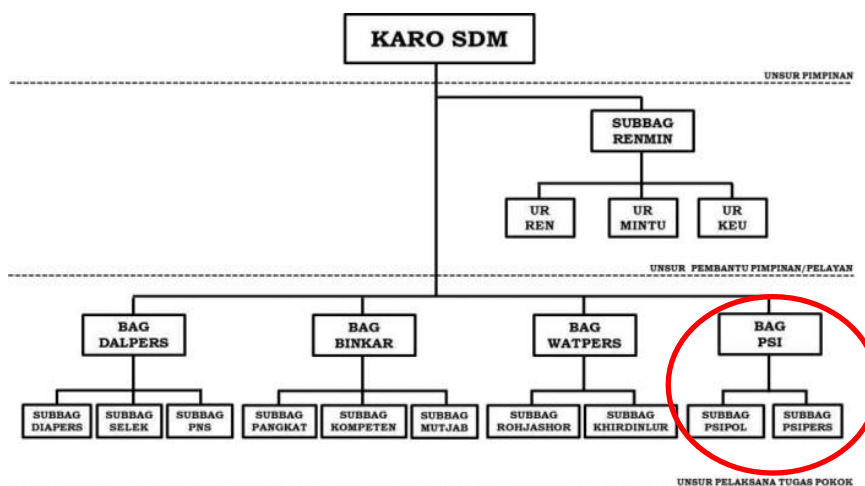 KARO SDM
UNSUR PIMPINAN
SUBBAG
RENMIN
UR
REN
UR
MINTU
UR
KEU
UNSUR PEMBANTU PIMPINAN/PELAYAN
BAG
DALPERS
BAG
BINKAR
BAG
WATPERS
BAG
PSI
SUBBAG
DIAPERS
SUBBAG
SELEK
SUBBAG
PNS
SUBBAG
PANGKAT
SUBBAG
KOMPETEN
SUBBAG
MUTJAB
SUBBAG
ROHJASHOR
SUBBAG
KHIRDINLUR
SUBBAG
PSIPOL
SUBBAG
PSIPERS
UNSUR PELAKSANA TUGAS POKOK